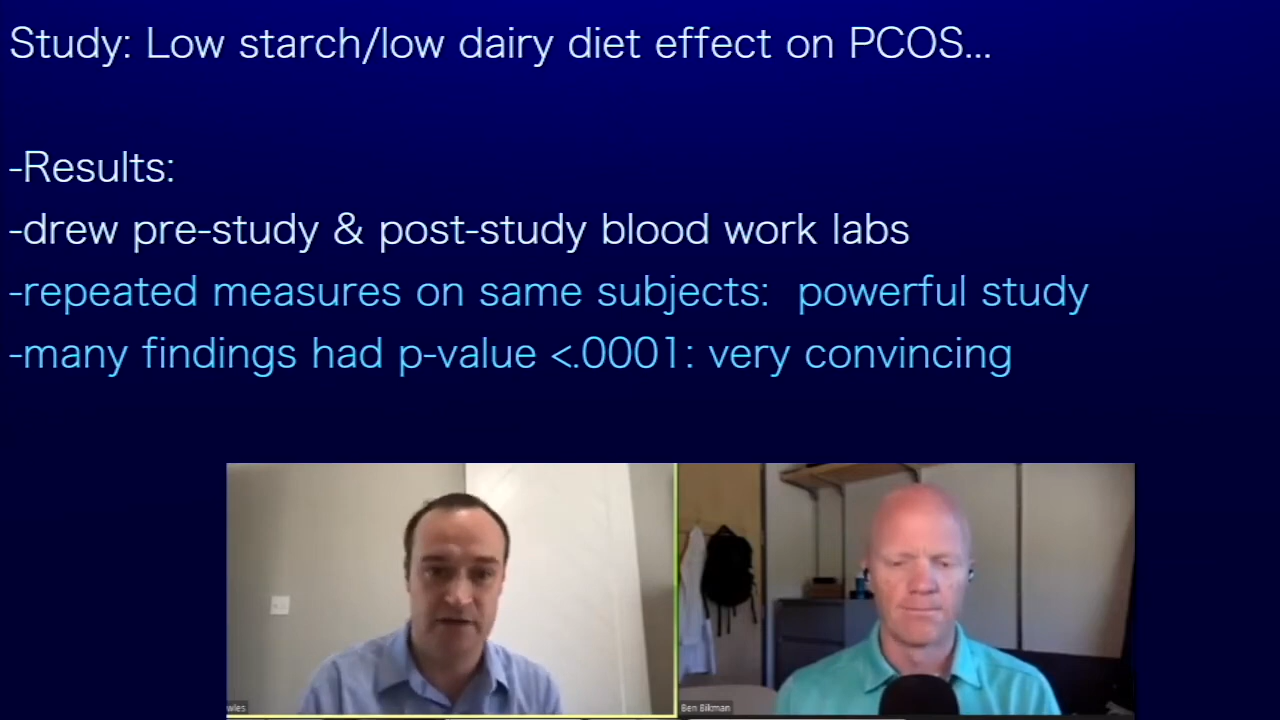 Study: Low starch/low dairy diet effect on PCOS...
-Results:
-drew pre-study & post-study blood work labs
-repeated measures on same subjects:  powerful study
-many findings had p-value <.0001: very convincing
wles
Ben Bikman